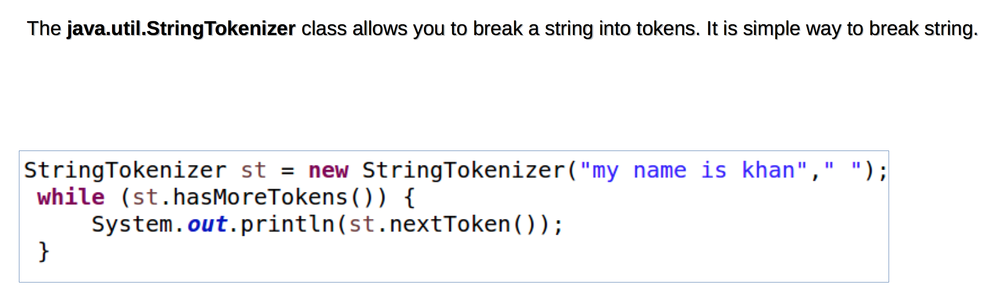 The java.util.StringTokenizer class allows you to break a string into tokens. It is simple way to break string.
StringTokenizer st = new StringTokenizer("my name is khan"," ");
while (st.hasMoreTokens()) {
System.out.println(st.nextToken());
}